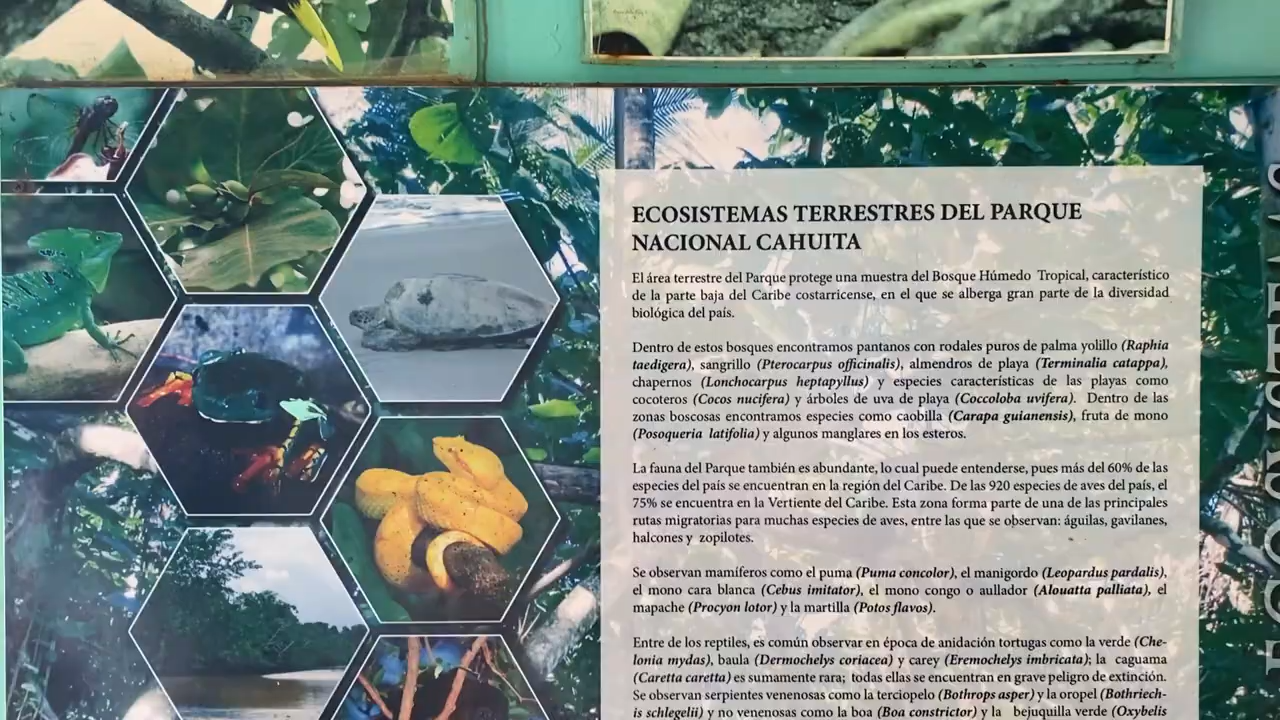 ECOSISTEMAS TERRESTRES DEL PARQUE
NACIONAL CAHUITA
El área terrestre del Parque protege una muestra del Bosque Húmedo Tropical, característico
de la parte baja del Caribe costarricense, en el que se alberga gran parte de la diversidad
biológica del país.
Dentro de estos bosques encontramos pantanos con rodales puros de palma yolillo (Raphia
taedigera), sangrillo (Pterocarpus officinalis), almendros de playa (Terminalia catappa),
chapernos (Lonchocarpus heptapyllus) y especies características de las playas como
cocoteros (Cocos nucifera) y árboles de uva de playa (Coccoloba uvifera). Dentro de las
zonas boscosas encontramos especies como caobilla (Carapa guianensis), fruta de mono
(Posoqueria latifolia) y algunos manglares en los esteros.
La fauna del Parque también es abundante, lo cual puede entenderse, pues más del 60% de las
especies del país se encuentran en la región del Caribe. De las 920 especies de aves del país, el
75% se encuentra en la Vertiente del Caribe. Esta zona forma parte de una de las principales
rutas migratorias para muchas especies de aves, entre las que se observan: águilas, gavilanes,
halcones y zopilotes.
Se observan mamíferos como el puma (Puma concolor), el manigordo (Leopardus pardalis),
el mono cara blanca (Cebus imitator), el mono congo o aullador (Alouatta palliata), el
mapache (Procyon lotor) y la martilla (Potos flavos).
Entre de los reptiles, es común observar en época de anidación tortugas como la verde (Che-
lonia mydas), baula (Dermochelys coriacea) y carey (Eremochelys imbricata); la caguama
(Caretta caretta) es sumamente rara; todas ellas se encuentran en grave peligro de extinción.
Se observan serpientes venenosas como la terciopelo (Bothrops asper) y la oropel (Bothriech-
is schlegelii) y no venenosas como la boa (Boa constrictor) y la bejuquilla verde (Oxybelis